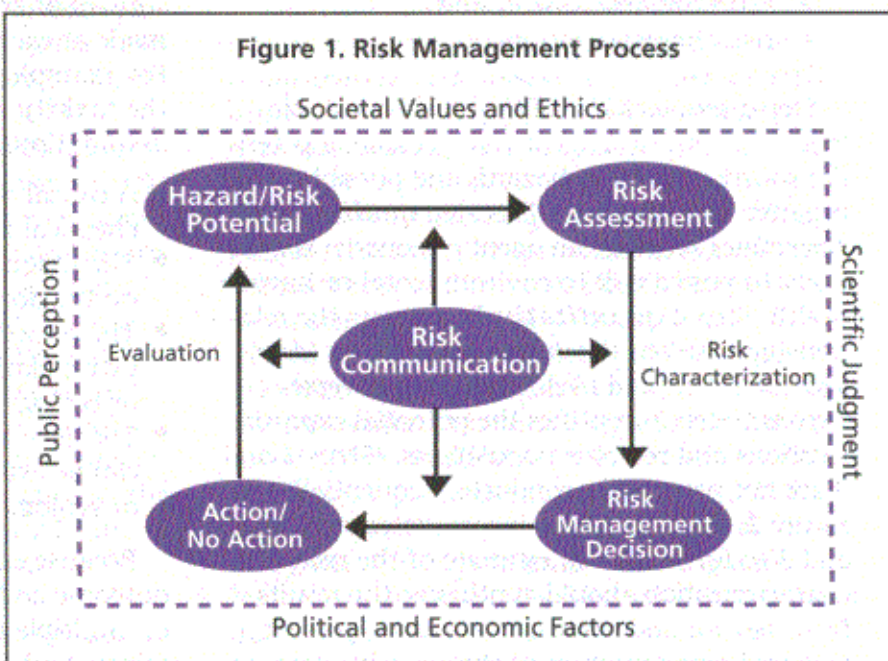 Figure 1. Risk Management Process
Societal Values and Ethics
Hazard/Risk
Potential
Risk
Assessment
Public Perception
Evaluation
Risk
Communication
Risk
Characterization
Scientific Judgment
Action/
No Action
Risk
Management
Decision
Political and Economic Factors